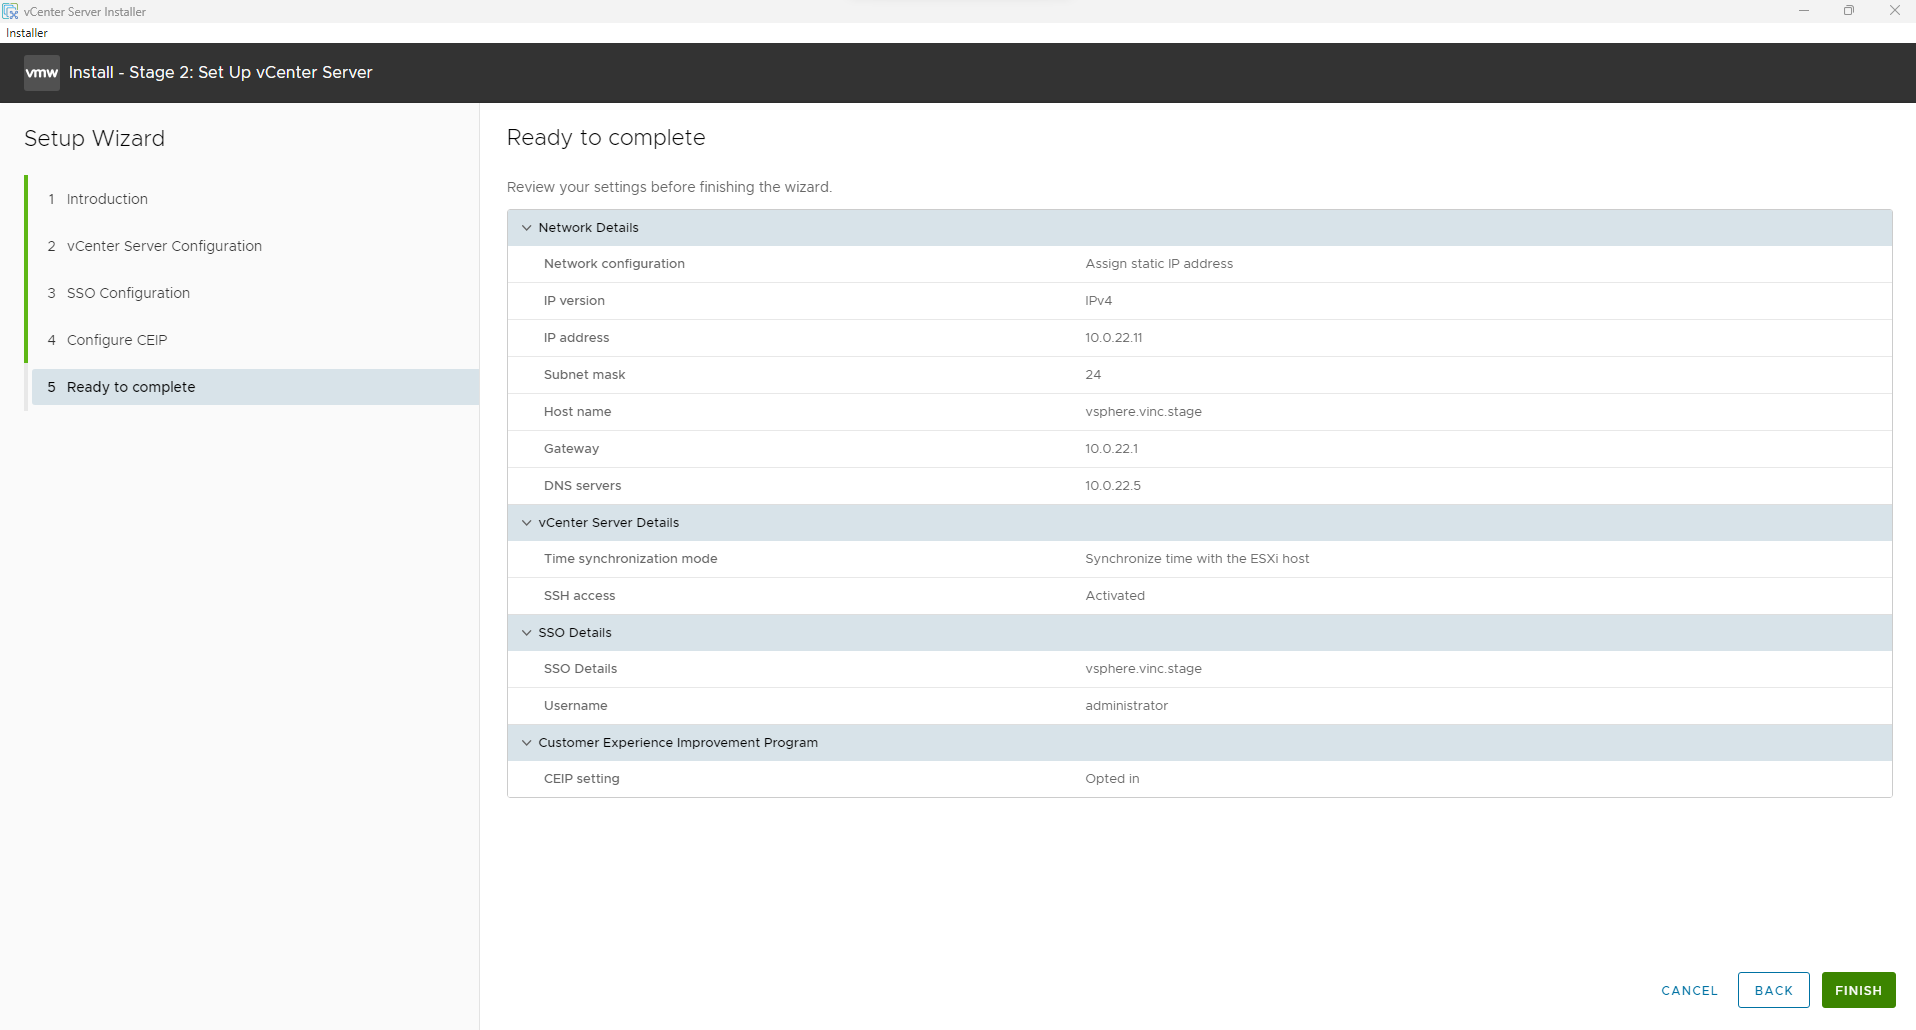 vCenter Server Installer
Installer
vmw Install - Stage 2: Set Up vCenter Server
Setup Wizard
1 Introduction
2 vCenter Server Configuration
3 SSO Configuration
4 Configure CEIP
5 Ready to complete
Ready to complete
Review your settings before finishing the wizard.
Network Details
Network configuration Assign static IP address
IP version IPv4
IP address 10.0.22.11
Subnet mask 24
Host name vsphere.vinc.stage
Gateway 10.0.22.1
DNS servers 10.0.22.5
vCenter Server Details
Time synchronization mode Synchronize time with the ESXi host
SSH access Activated
SSO Details
SSO Details vsphere.vinc.stage
Username administrator
Customer Experience Improvement Program
CEIP setting Opted in
CANCEL BACK FINISH